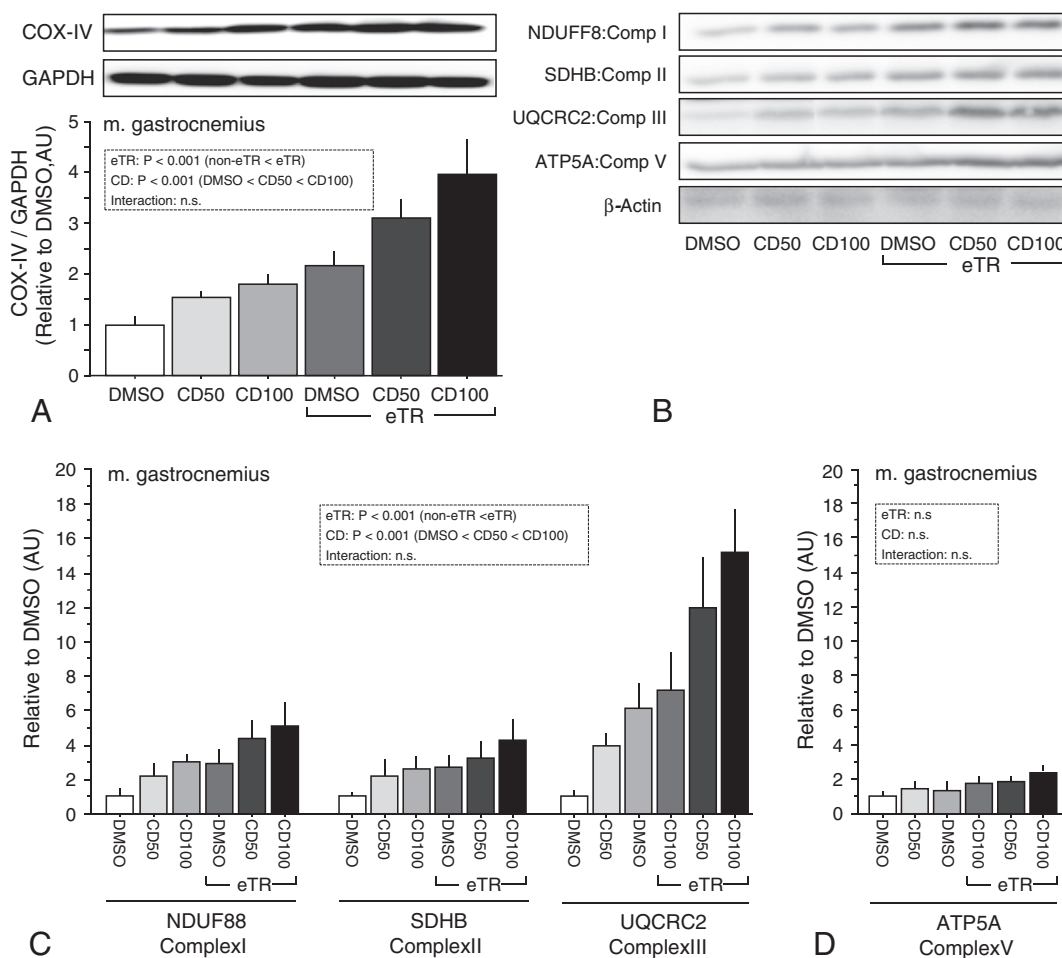 COX-IV
GAPDH
m. gastrocnemius
eTR: P < 0.001 (non-eTR < eTR)
CD: P < 0.001 (DMSO < CD50 < CD100)
Interaction: n.s.
COX-IV / GAPDH
(Relative to DMSO,AU)
5
4
3
2
1
0
DMSO CD50 CD100 DMSO CD50 CD100
eTR
A
NDUFF8:Comp I
SDHB:Comp II
UQCRC2:Comp III
ATP5A:Comp V
β-Actin
DMSO CD50 CD100 DMSO CD50 CD100
eTR
B
m. gastrocnemius
eTR: P < 0.001 (non-eTR <eTR)
CD: P < 0.001 (DMSO < CD50 < CD100)
Interaction: n.s.
Relative to DMSO (AU)
20
18
16
14
12
10
8
6
4
2
0
DMSO CD50 CD100 DMSO CD50 CD100
eTR
NDUF88
ComplexI
DMSO CD50 CD100 DMSO CD50 CD100
eTR
SDHB
ComplexII
DMSO CD50 DMSO CD100 CD50 CD100
eTR
UQCRC2
ComplexIII
C
m. gastrocnemius
eTR: n.s
CD: n.s.
Interaction: n.s.
Relative to DMSO (AU)
20
18
16
14
12
10
8
6
4
2
0
DMSO CD50 DMSO CD100 CD50 CD100
eTR
ATP5A
ComplexV
D